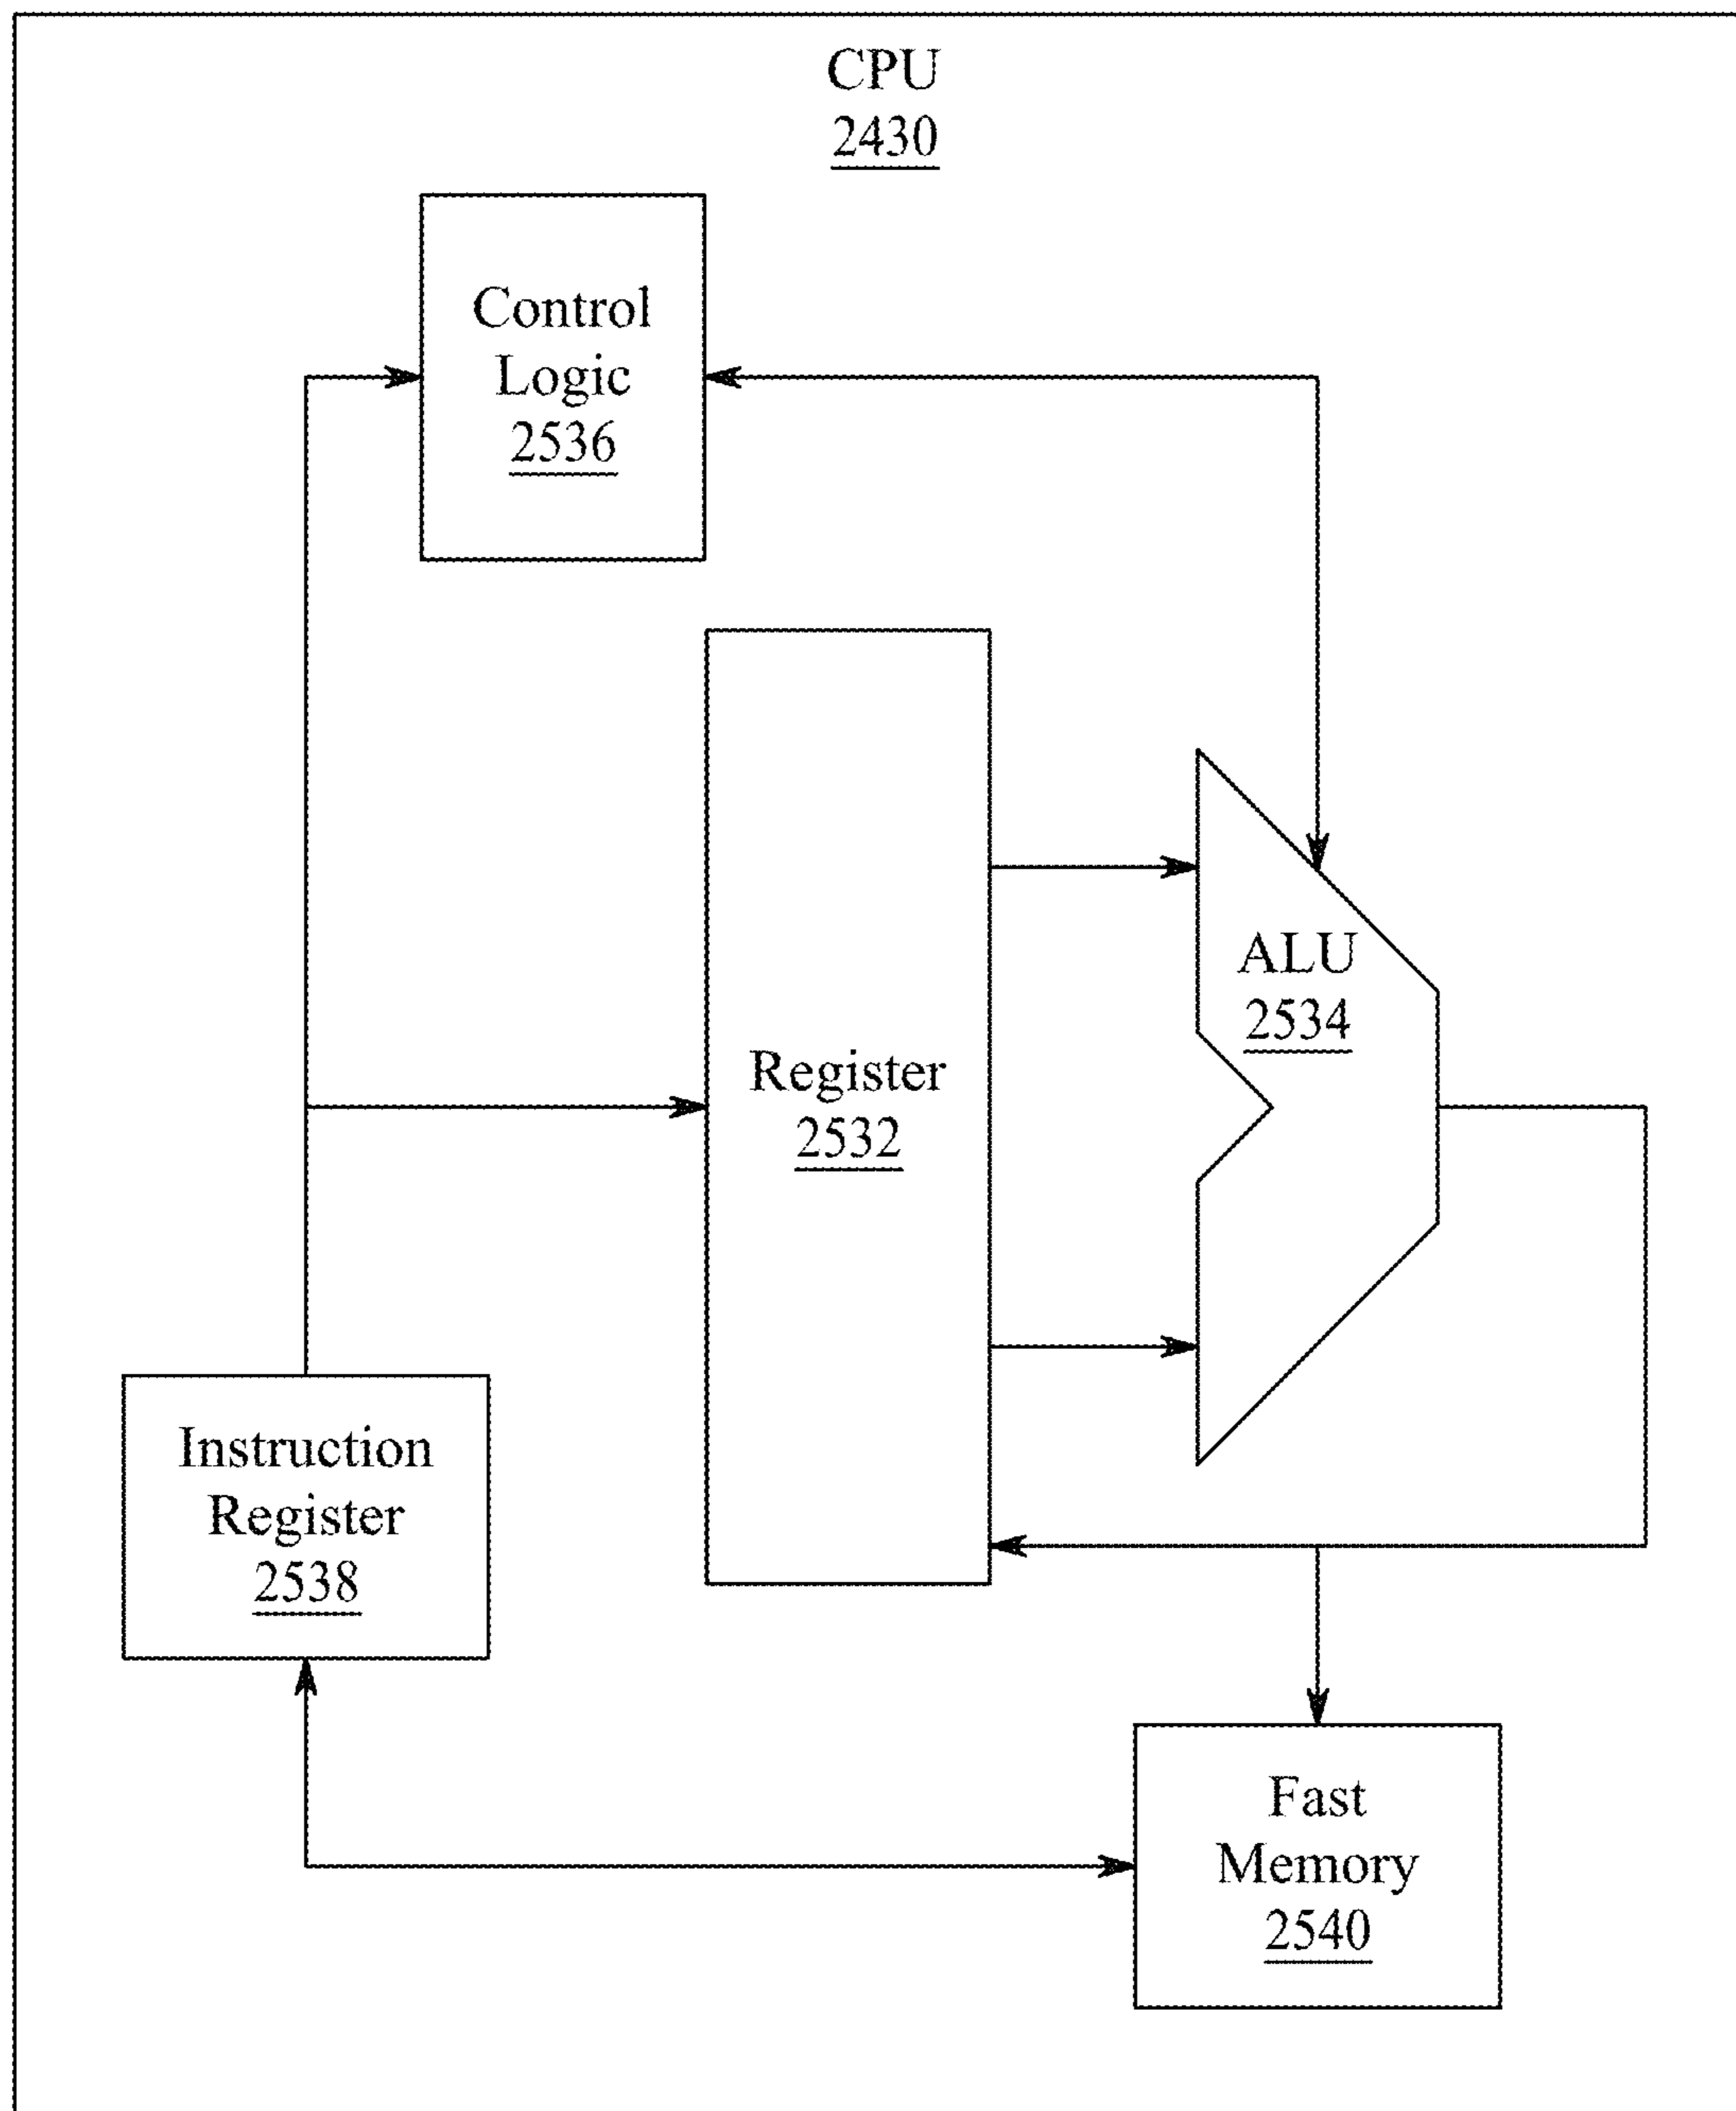 CPU
2430
Control
Logic
2536
Register
2532
ALU
2534
Instruction
Register
2538
Fast
Memory
2540